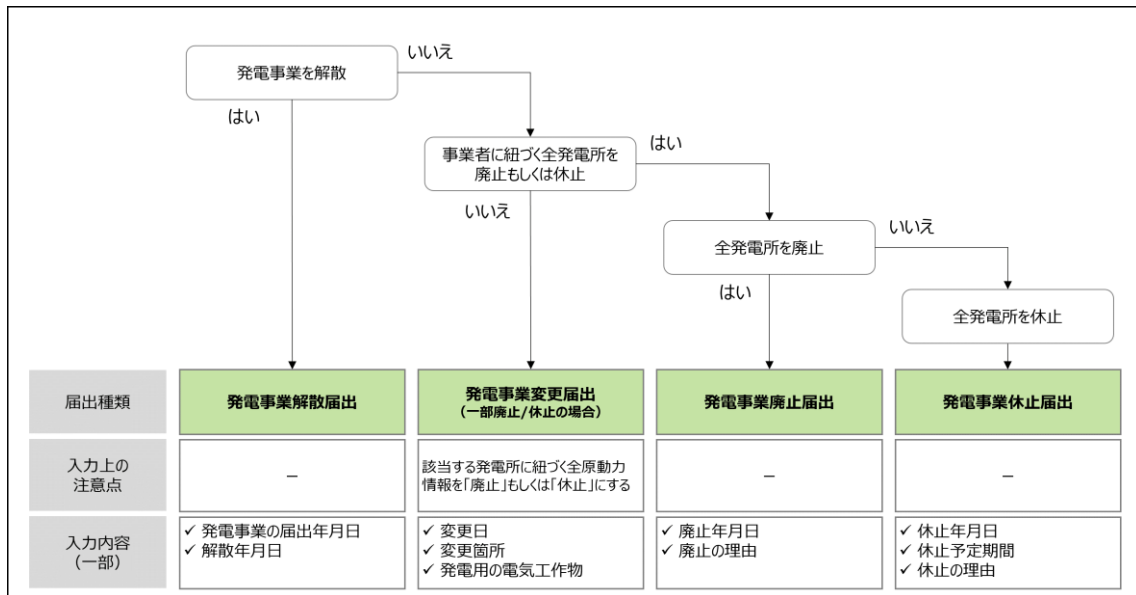 発電事業を解散
いいえ
はい
事業者に紐づく全発電所を
廃止もしくは休止
はい
いいえ
全発電所を廃止
いいえ
はい
全発電所を休止
届出種類
発電事業解散届出
発電事業変更届出
(一部廃止/休止の場合)
発電事業廃止届出
発電事業休止届出
入力上の
注意点
－
該当する発電所に紐づく全原動力
情報を「廃止」もしくは「休止」にする
－
－
入力内容
(一部)
✓ 発電事業の届出年月日
✓ 解散年月日
✓ 変更日
✓ 変更箇所
✓ 発電用の電気工作物
✓ 廃止年月日
✓ 廃止の理由
✓ 休止年月日
✓ 休止予定期間
✓ 休止の理由